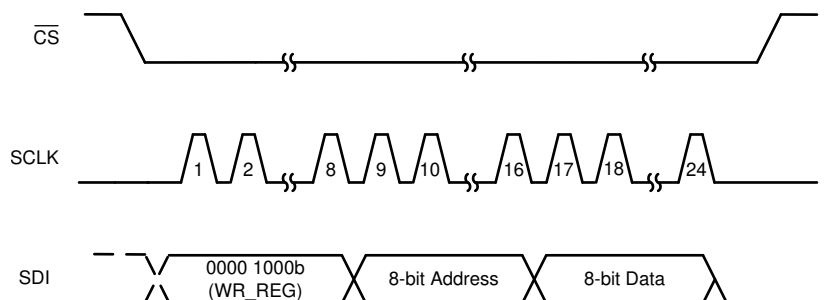 CS
SCLK
1 2 8 9 10 16 17 18 24
SDI
0000 1000b
(WR_REG)
8-bit Address
8-bit Data